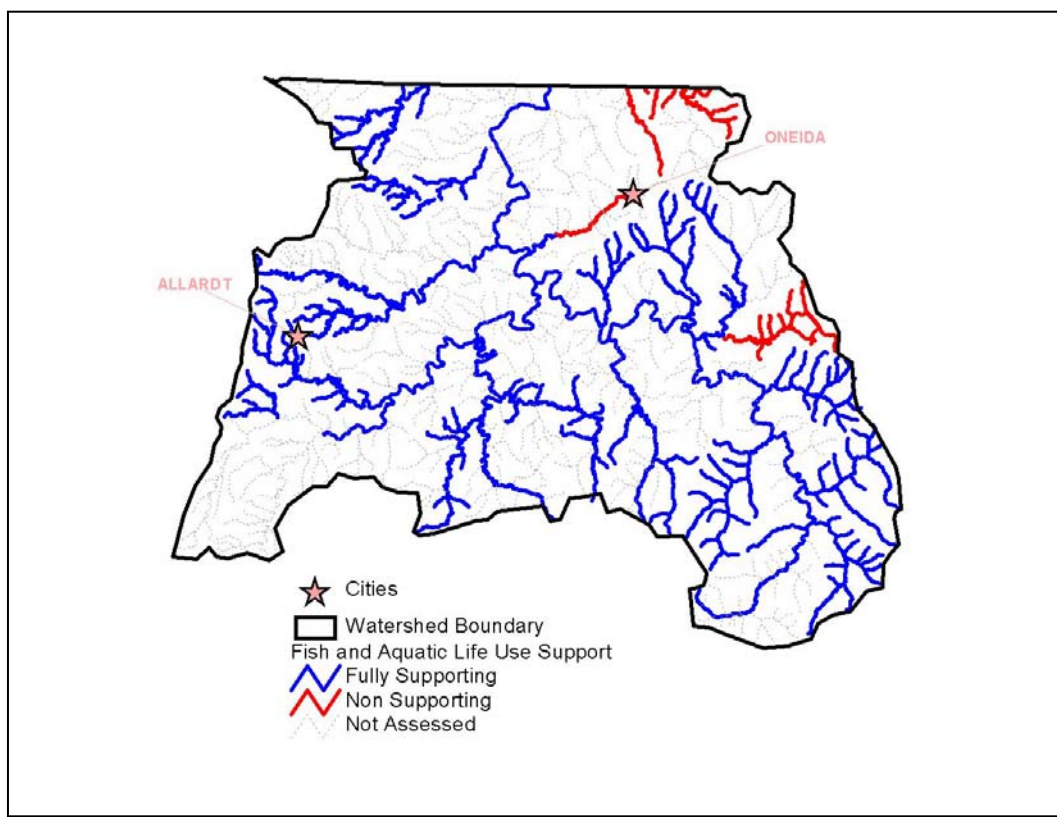 ONEIDA
ALLARDT
Cities
Watershed Boundary
Fish and Aquatic Life Use Support
Fully Supporting
Non Supporting
Not Assessed